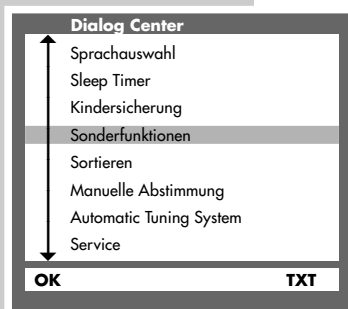 Dialog Center
Sprachauswahl
Sleep Timer
Kindersicherung
Sonderfunktionen
Sortieren
Manuelle Abstimmung
Automatic Tuning System
Service
OK TXT